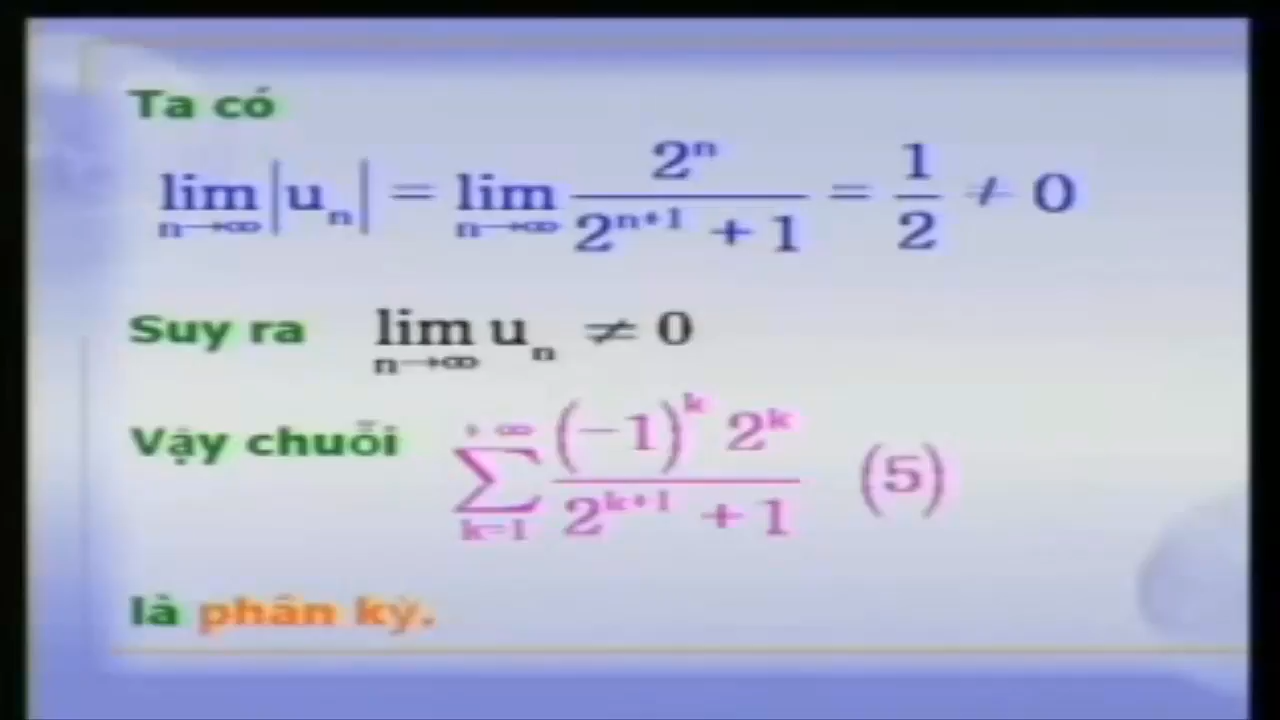 Ta có
lim n→∞ |uₙ| = lim n→∞ 2ⁿ / (2ⁿ⁺¹ + 1) = 1/2 ≠ 0
Suy ra lim n→∞ uₙ ≠ 0
Vậy chuỗi ∑ k=1 +∞ (−1)ᵏ 2ᵏ / (2ᵏ⁺¹ + 1) (5)
là phân kỳ.